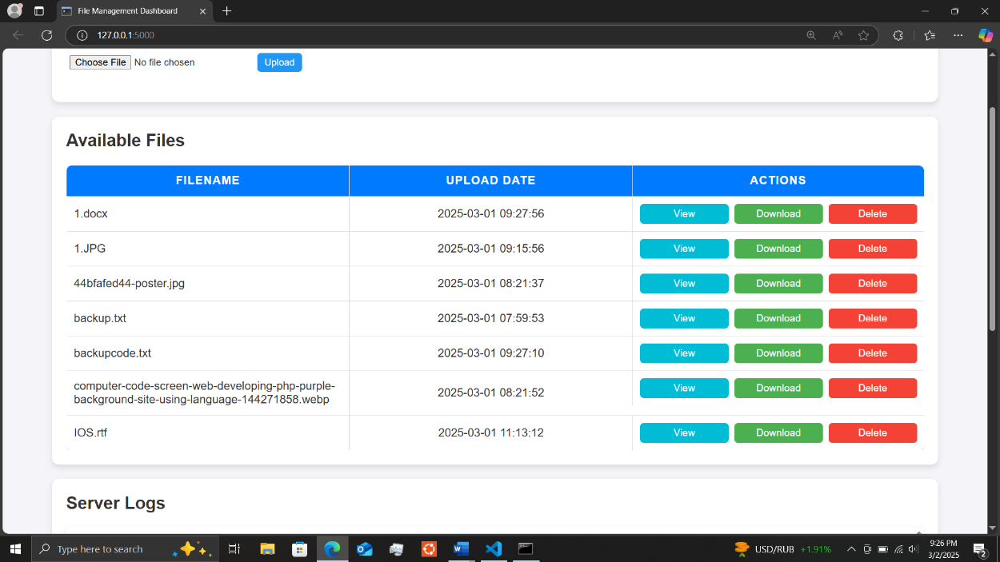 File Management Dashboard
127.0.0.1:5000
Choose File No file chosen Upload
Available Files
FILENAME UPLOAD DATE ACTIONS
1.docx 2025-03-01 09:27:56 View Download Delete
1.JPG 2025-03-01 09:15:56 View Download Delete
44bfafed44-poster.jpg 2025-03-01 08:21:37 View Download Delete
backup.txt 2025-03-01 07:59:53 View Download Delete
backupcode.txt 2025-03-01 09:27:10 View Download Delete
computer-code-screen-web-developing-php-purple-
background-site-using-language-144271858.webp 2025-03-01 08:21:52 View Download Delete
IOS.rtf 2025-03-01 11:13:12 View Download Delete
Server Logs
Type here to search USD/RUB +1.91% 9:26 PM
3/2/2025 2